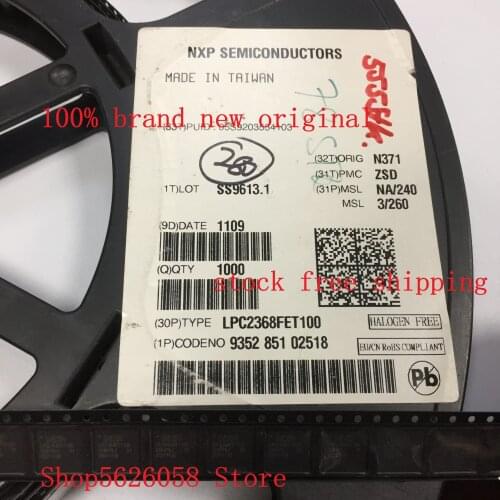 NXP SEMICONDUCTORS
MADE IN TAIWAN
100% brand new original
(32T)ORIG N371
(31T)PMC ZSD
1T)LOT SS9613.1
(31P)MSL NA/240
MSL 3/260
(9D)DATE 1109
(Q)QTY 1000
stock free shipping
(30P)TYPE LPC2368FET100
HALOGEN FREE
(1P)CODENO 9352 851 02518
EU/CN RoHS COMPLIANT
Pb
Shop5626058 Store